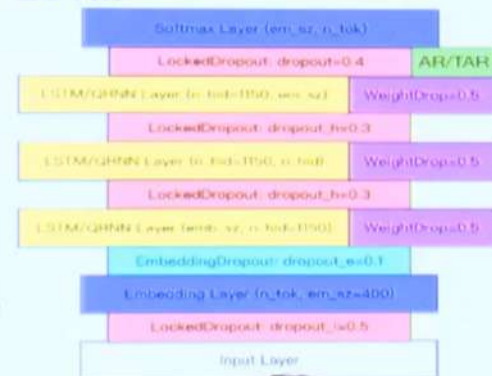 Softmax Layer (em_sz, n_tok)
LockedDropout: dropout=0.4 AR/TAR
LSTM/QRNN Layer (n_hid=1150, em_sz) WeightDrop=0.5
LockedDropout: dropout_h=0.3
LSTM/QRNN Layer (n_hid=1150, n_hid) WeightDrop=0.5
LockedDropout: dropout_h=0.3
LSTM/QRNN Layer (emb_sz, n_hid=1150) WeightDrop=0.5
EmbeddingDropout: dropout_e=0.1
Embedding Layer (n_tok, em_sz=400)
LockedDropout: dropout_i=0.5
Input Layer